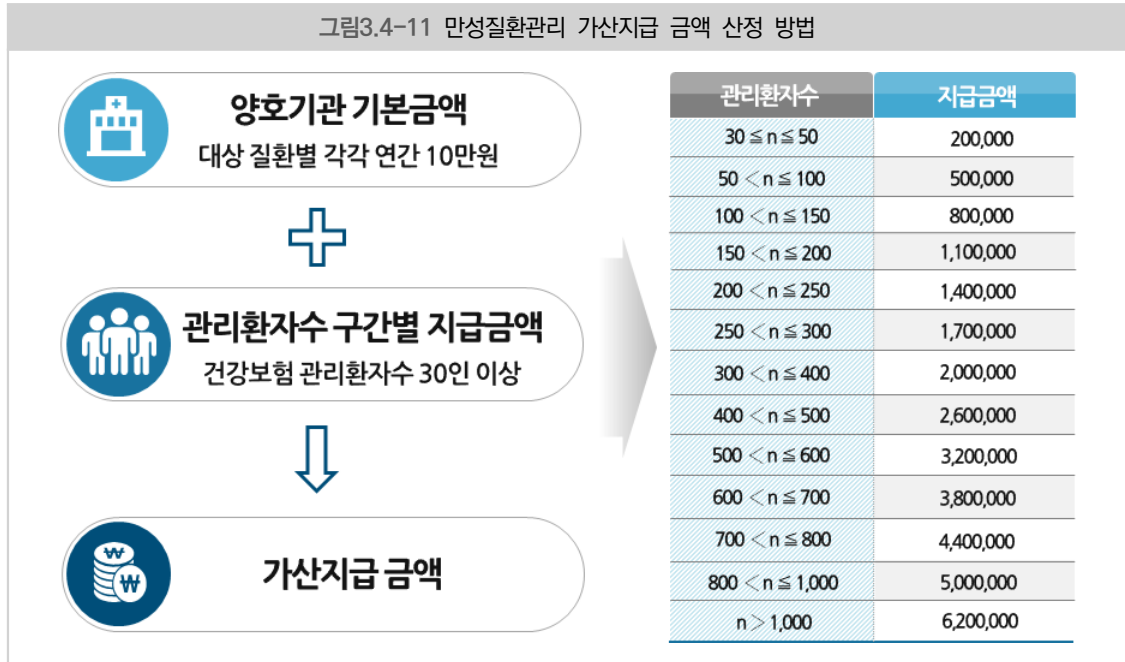 그림3.4-11 만성질환관리 가산지급 금액 산정 방법
양호기관 기본금액
대상 질환별 각각 연간 10만원
관리환자수 구간별 지급금액
건강보험 관리환자수 30인 이상
₩
₩
가산지급 금액
관리환자수 지급금액
30 ≦ n ≦ 50 200,000
50 < n ≦ 100 500,000
100 < n ≦ 150 800,000
150 < n ≦ 200 1,100,000
200 < n ≦ 250 1,400,000
250 < n ≦ 300 1,700,000
300 < n ≦ 400 2,000,000
400 < n ≦ 500 2,600,000
500 < n ≦ 600 3,200,000
600 < n ≦ 700 3,800,000
700 < n ≦ 800 4,400,000
800 < n ≦ 1,000 5,000,000
n > 1,000 6,200,000